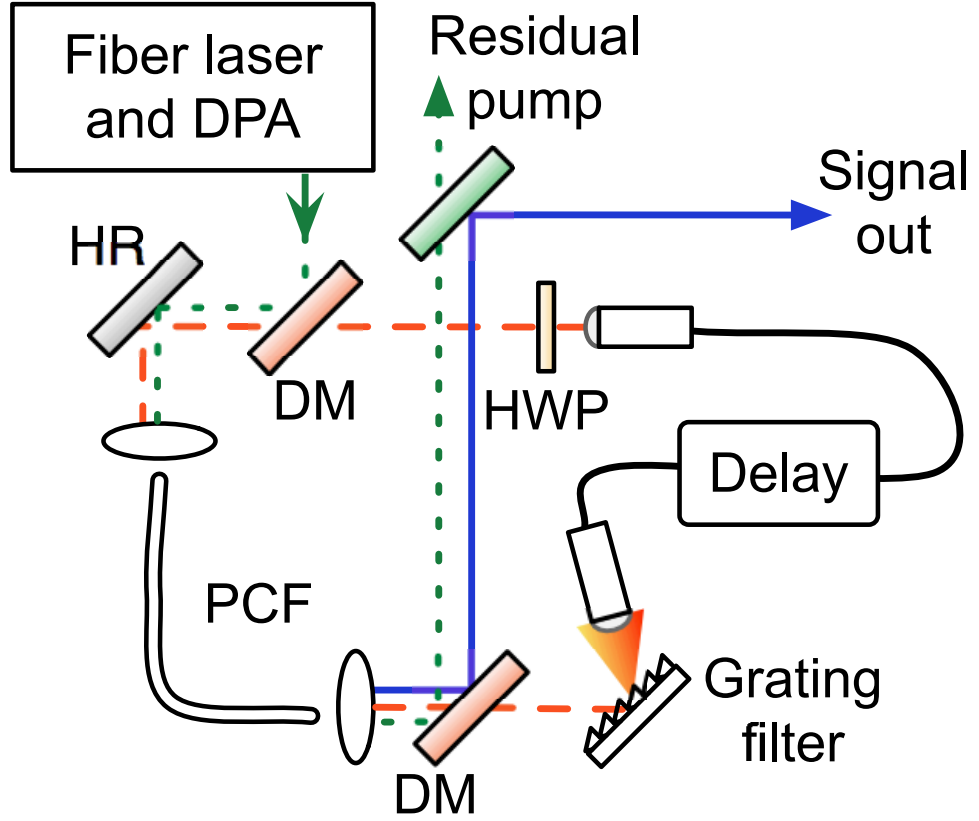 Fiber laser
and DPA
Residual
pump
Signal
out
HR
DM
HWP
Delay
PCF
Grating
filter
DM